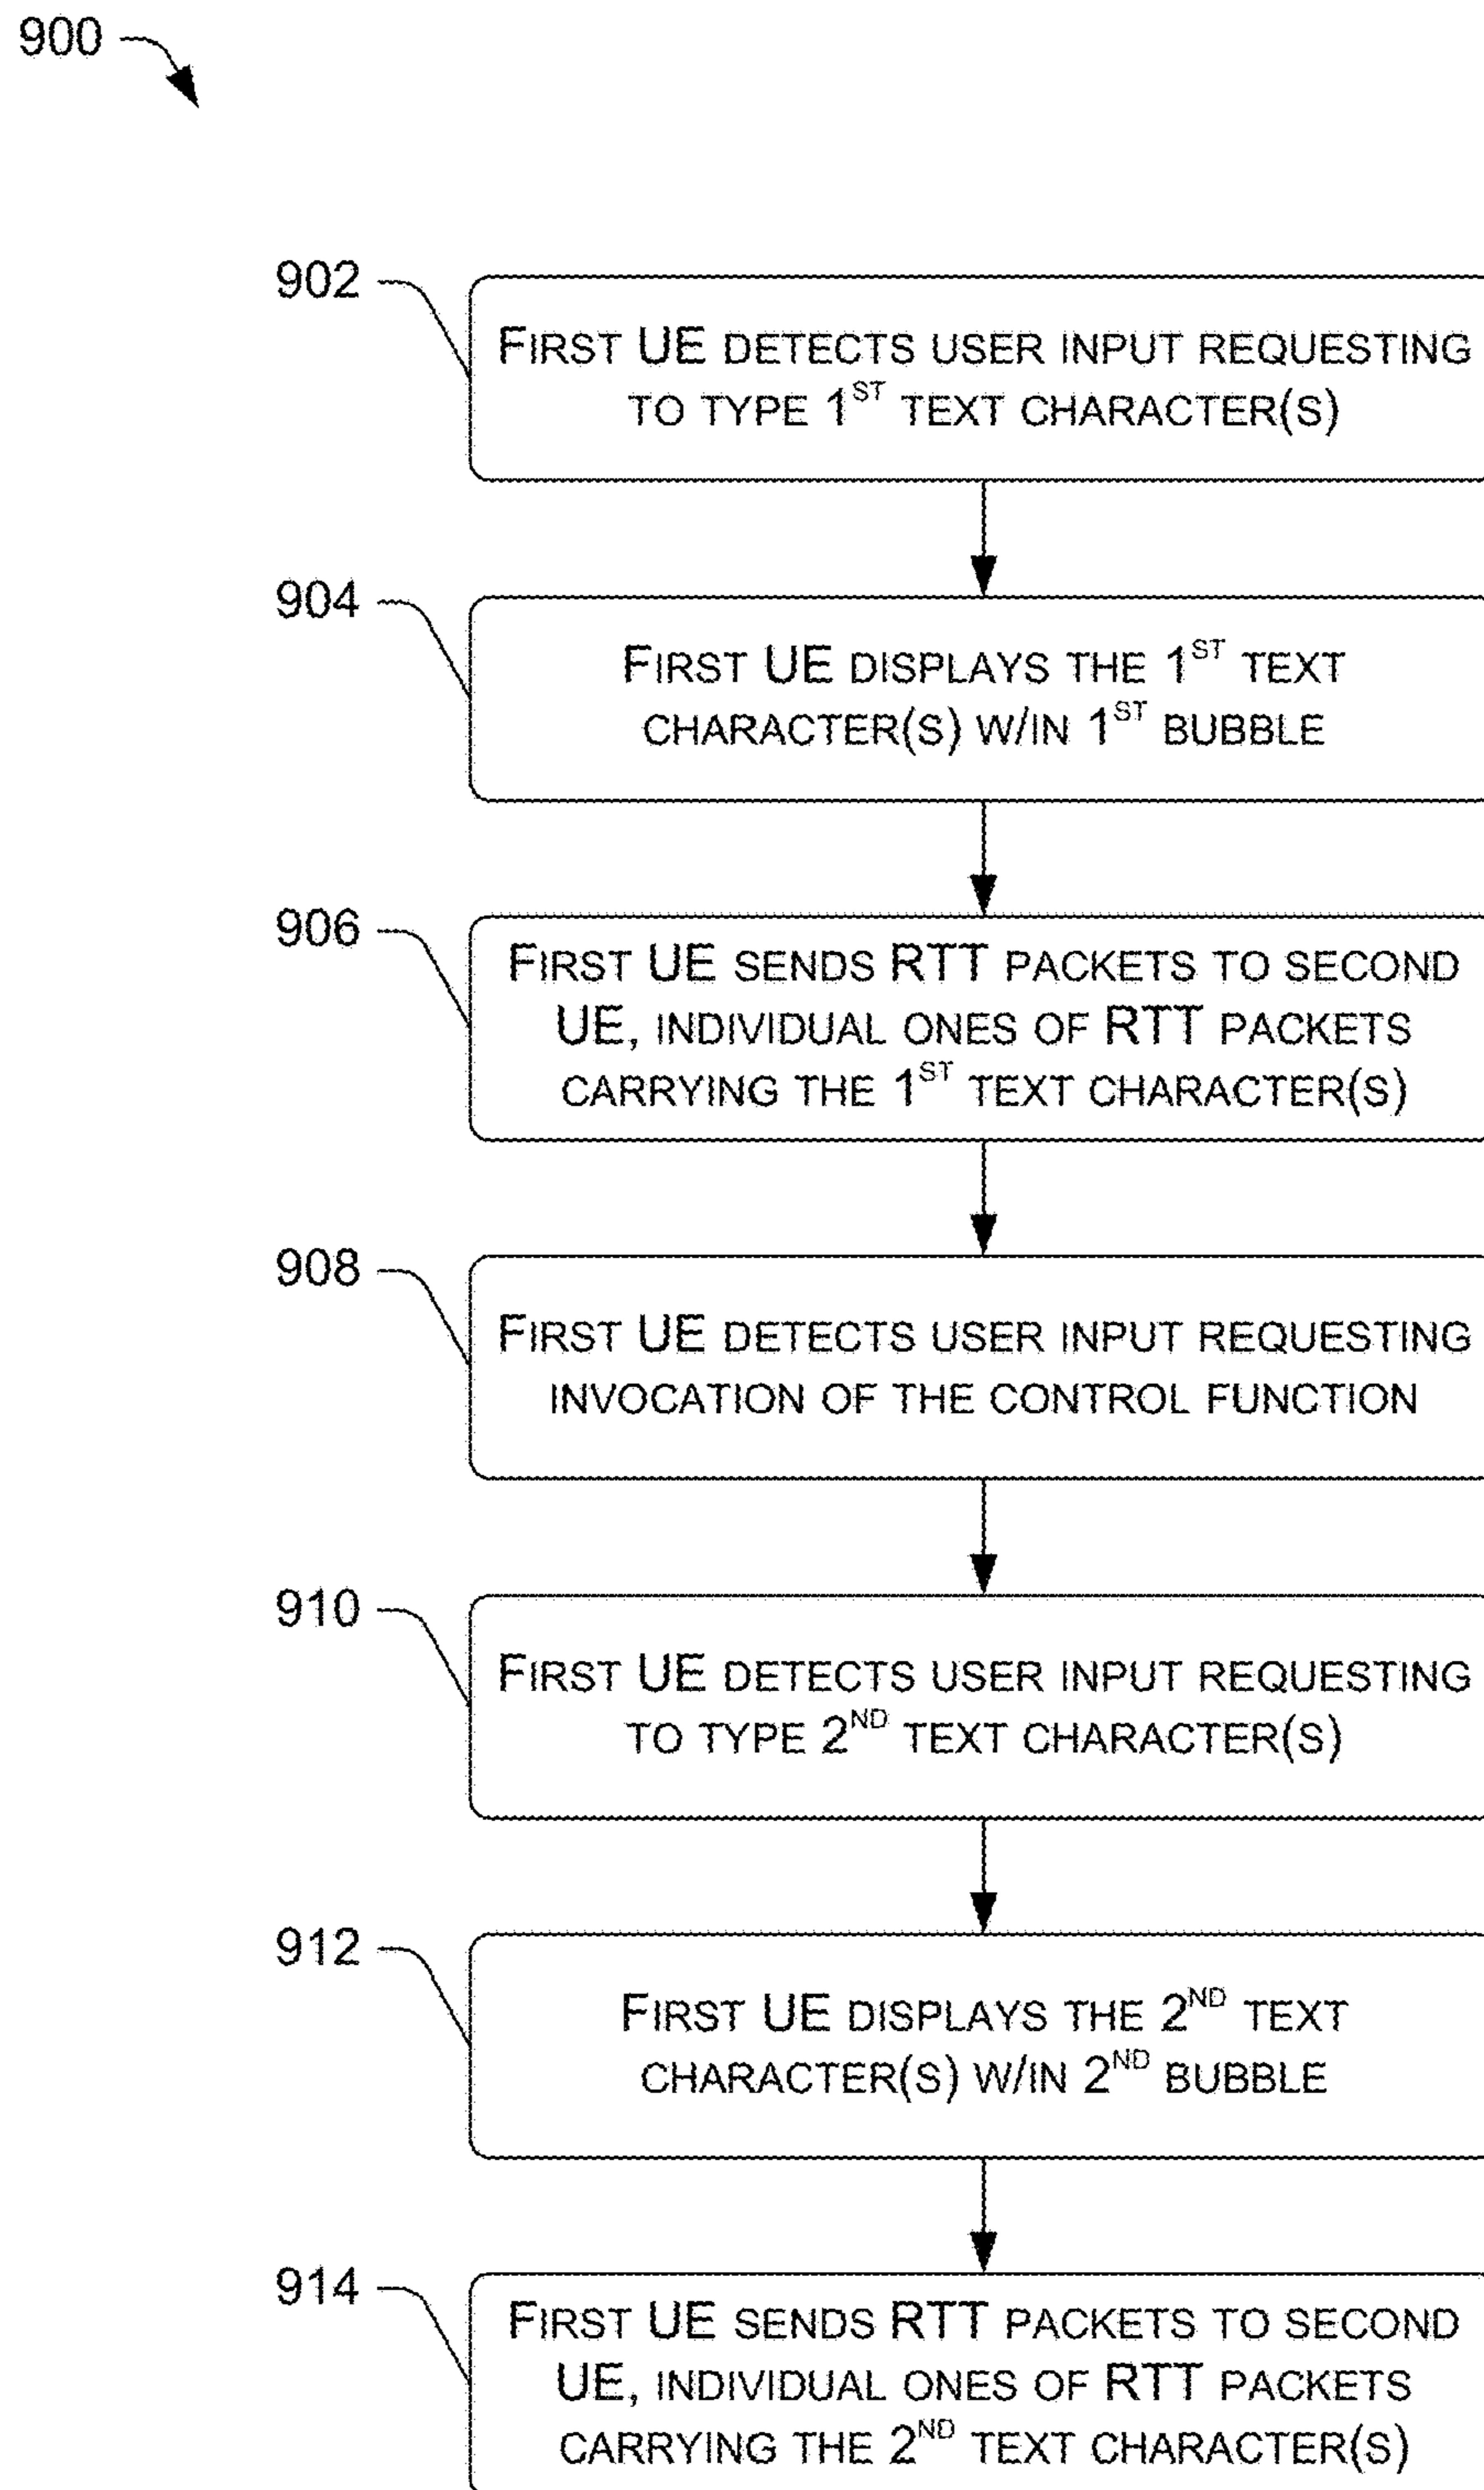 900
902
FIRST UE DETECTS USER INPUT REQUESTING
TO TYPE 1ST TEXT CHARACTER(S)
904
FIRST UE DISPLAYS THE 1ST TEXT
CHARACTER(S) W/IN 1ST BUBBLE
906
FIRST UE SENDS RTT PACKETS TO SECOND
UE, INDIVIDUAL ONES OF RTT PACKETS
CARRYING THE 1ST TEXT CHARACTER(S)
908
FIRST UE DETECTS USER INPUT REQUESTING
INVOCATION OF THE CONTROL FUNCTION
910
FIRST UE DETECTS USER INPUT REQUESTING
TO TYPE 2ND TEXT CHARACTER(S)
912
FIRST UE DISPLAYS THE 2ND TEXT
CHARACTER(S) W/IN 2ND BUBBLE
914
FIRST UE SENDS RTT PACKETS TO SECOND
UE, INDIVIDUAL ONES OF RTT PACKETS
CARRYING THE 2ND TEXT CHARACTER(S)